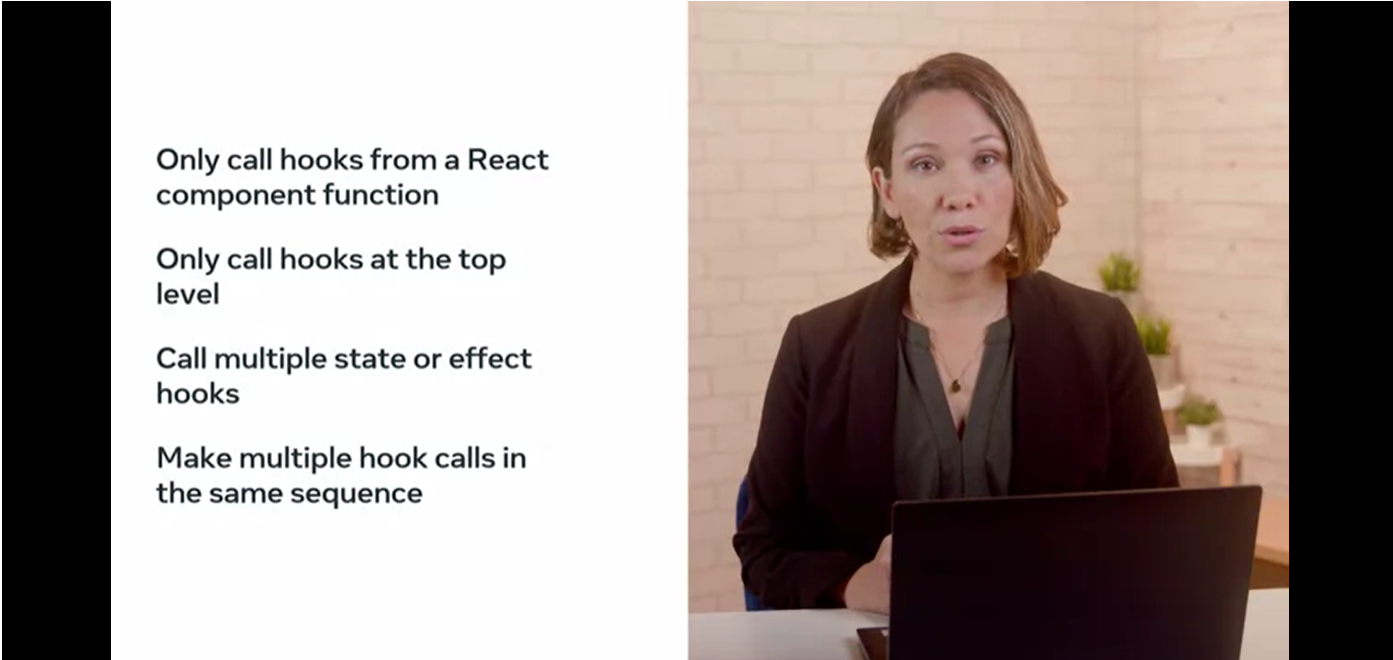 Only call hooks from a React
component function
Only call hooks at the top
level
Call multiple state or effect
hooks
Make multiple hook calls in
the same sequence